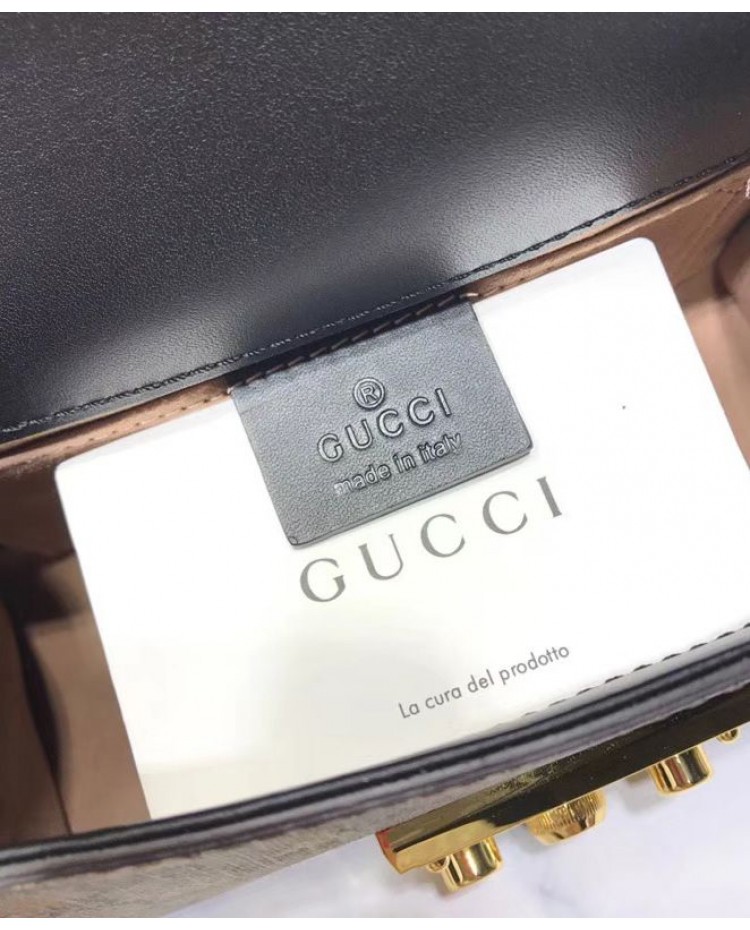 ®
GUCCI
made in italy
GUCCI
La cura del prodotto